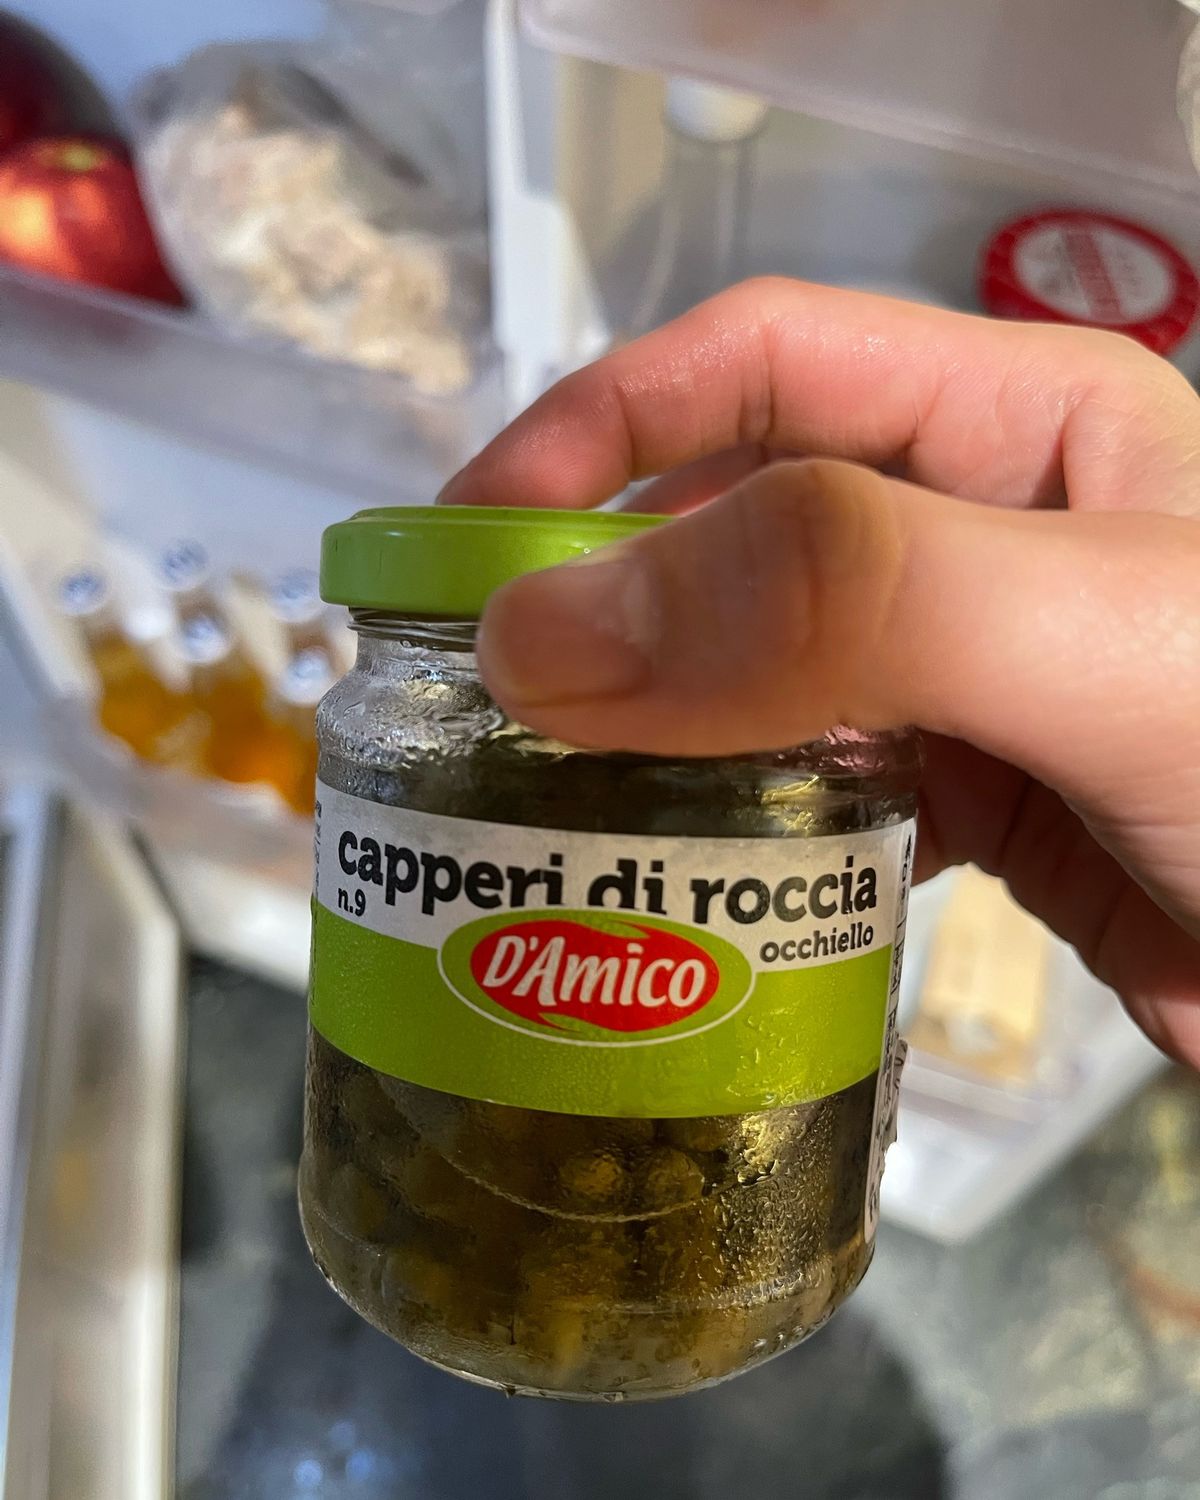 capperi di roccia
n.9
occhiello
D'Amico